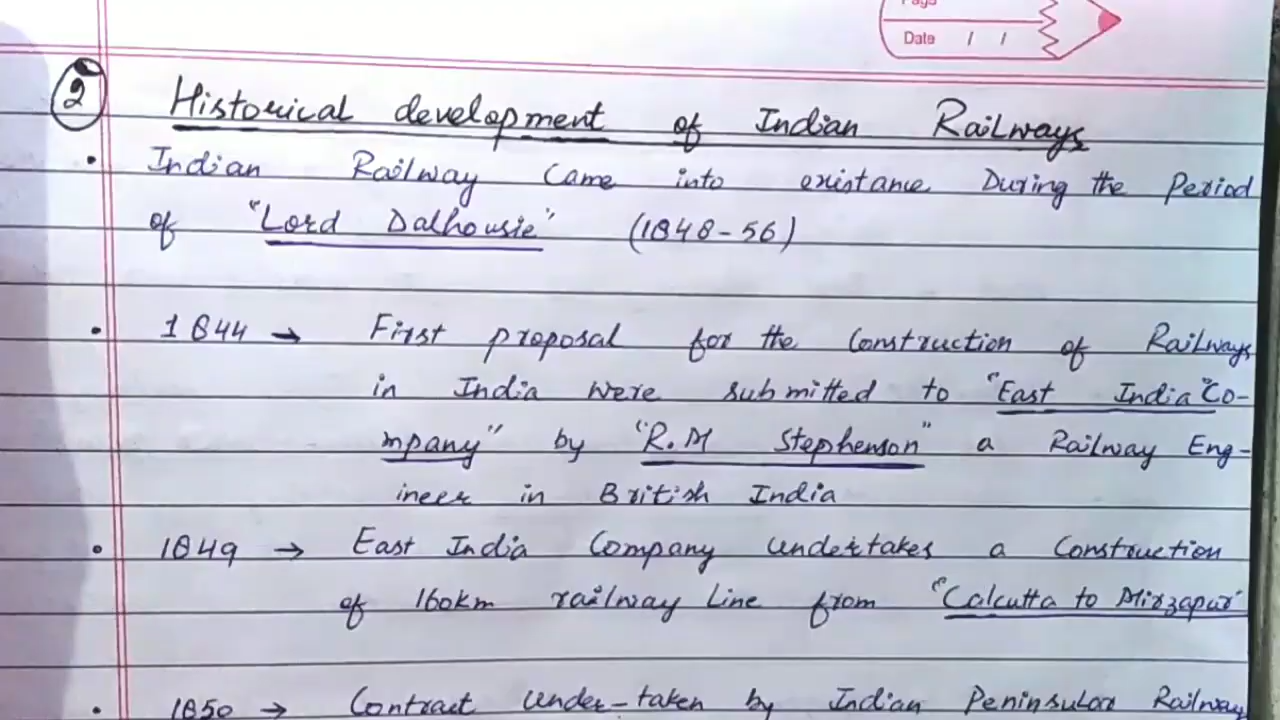 Page
Date / /
2 Historical development of Indian Railways
• Indian Railway Came into existance During the Period
of "Lord Dalhousie" (1848-56)
• 1844 → First proposal for the Construction of Railways
in India were submitted to "East India "Co-
mpany" by "R.M Stephenson" a Railway Eng-
ineer in British India
• 1849 → East India Company undertakes a Construction
of 160km railway Line from "Calcutta to Mirzapur"
• 1850 → Contract under-taken by Indian Peninsular Railway